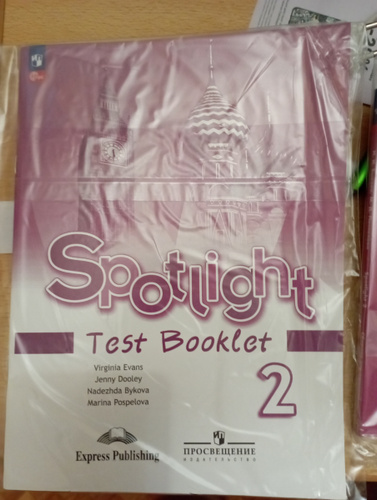 Spotlight
Test Booklet
Virginia Evans
Jenny Dooley
Nadezhda Bykova
Marina Pospelova
2
Express Publishing
ПРОСВЕЩЕНИЕ
ИЗДАТЕЛЬСТВО